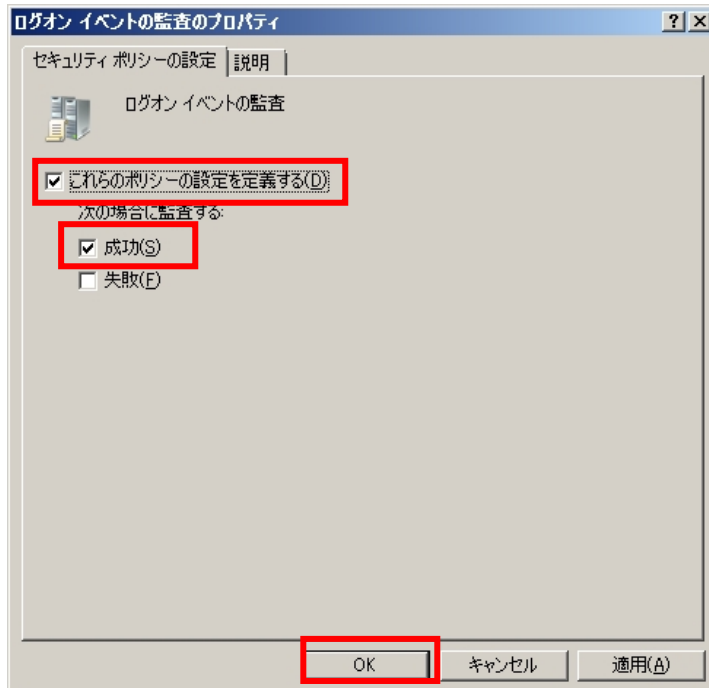 ログオン イベントの監査のプロパティ
セキュリティ ポリシーの設定 説明
ログオン イベントの監査
これらのポリシーの設定を定義する(D)
次の場合に監査する:
成功(S)
失敗(F)
OK キャンセル 適用(A)